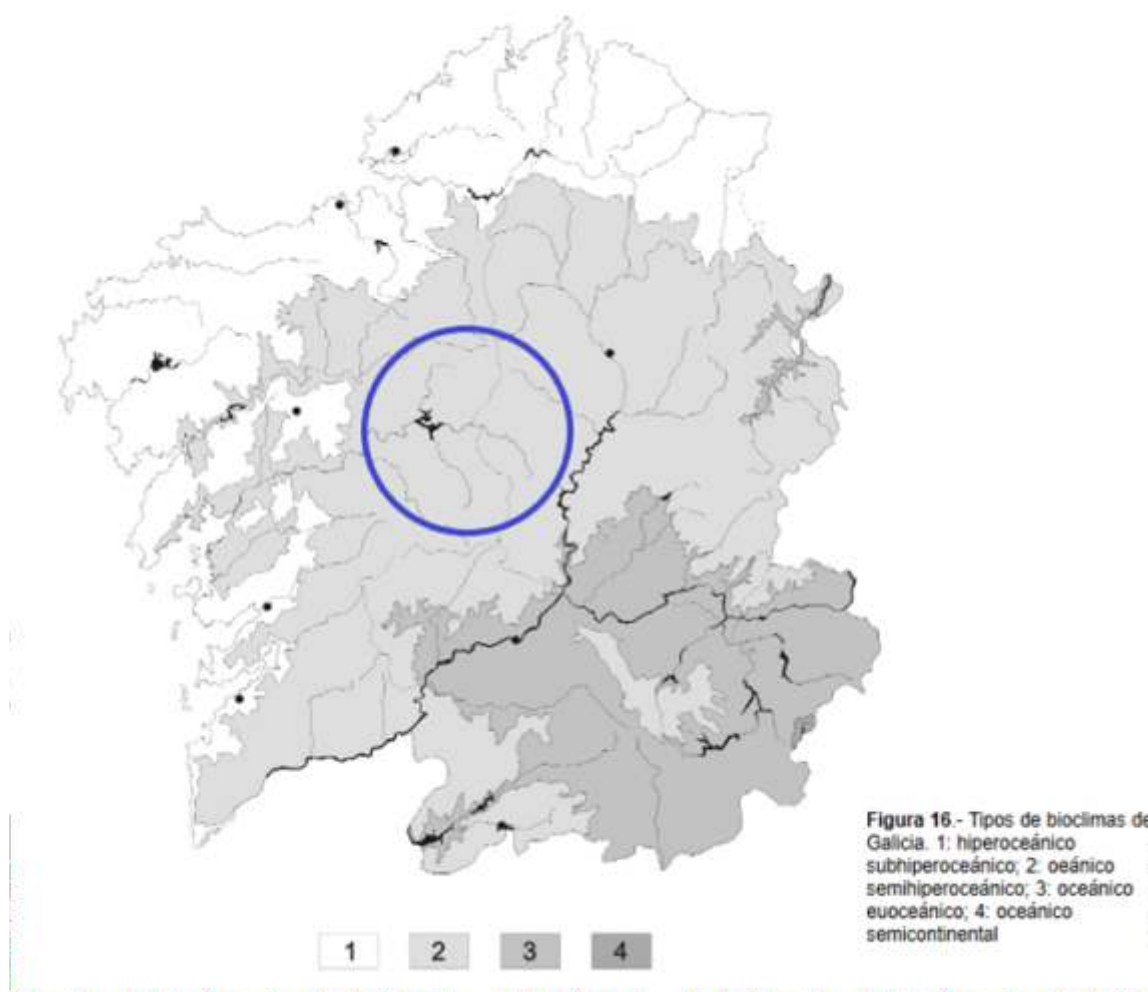 Figura 16.- Tipos de bioclimas de
Galicia. 1: hiperoceánico
subhiperoceánico; 2: oeánico
semihiperoceánico; 3: oceánico
euoceánico; 4: oceánico
semicontinental
1 2 3 4